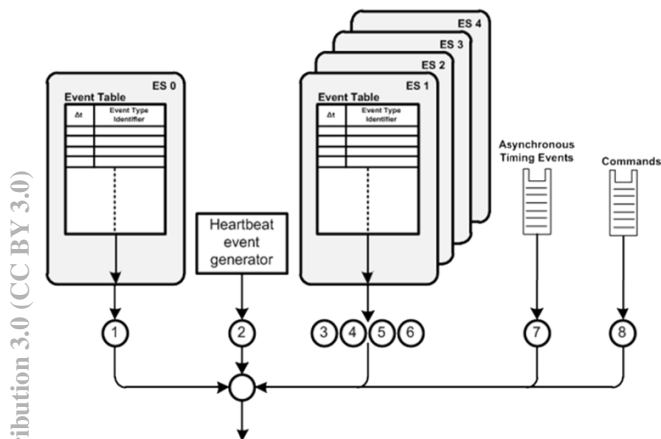 ES 4
ES 3
ES 2
ES 0
ES 1
Event Table
Event Table
Δt
Event Type
Identifier
Δt
Event Type
Identifier
Asynchronous
Timing Events
Commands
Heartbeat
event
generator
1
2
3
4
5
6
7
8
ribution 3.0 (CC BY 3.0)